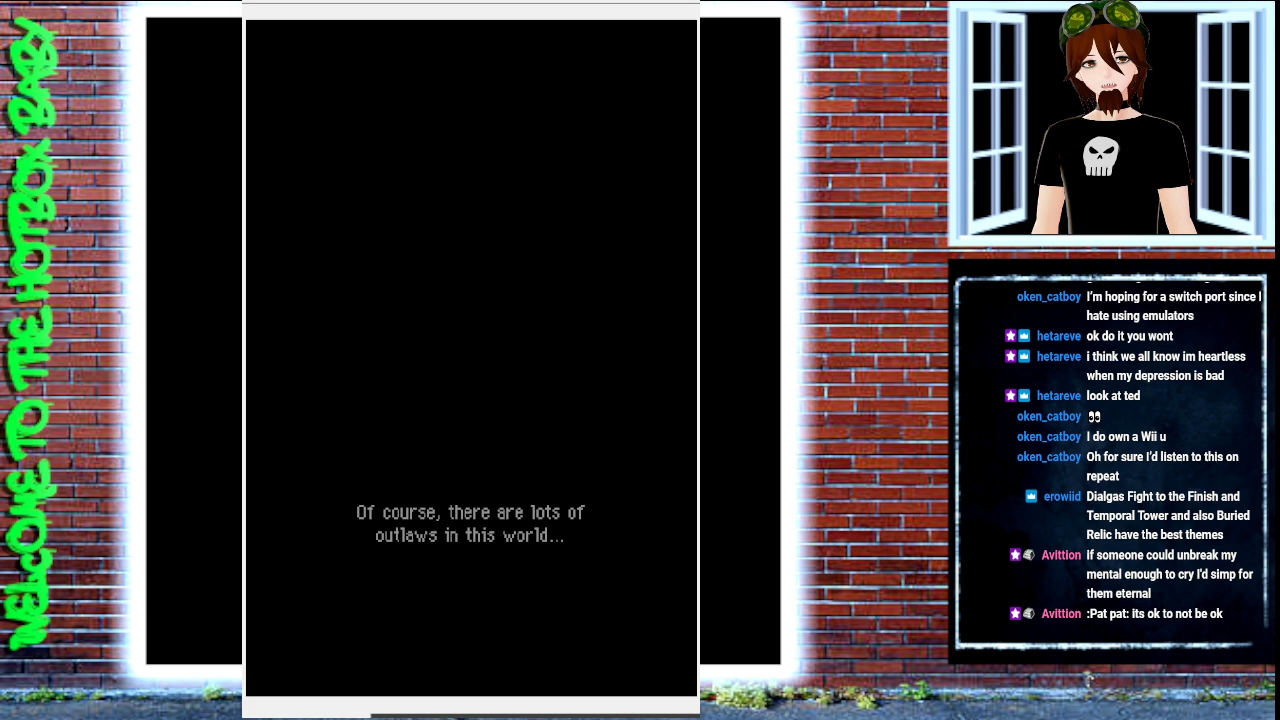 WELCOME TO THE HOTBOX BABY
Of course, there are lots of
outlaws in this world...
oken_catboy I'm hoping for a switch port since I
hate using emulators
hetareve ok do it you wont
hetareve i think we all know im heartless
when my depression is bad
hetareve look at ted
oken_catboy 👀
oken_catboy I do own a Wii u
oken_catboy Oh for sure I'd listen to this on
repeat
erowiid Dialgas Fight to the Finish and
Temporal Tower and also Buried
Relic have the best themes
Avittion If someone could unbreak my
mental enough to cry I'd simp for
them eternal
Avittion :Pat pat: its ok to not be ok